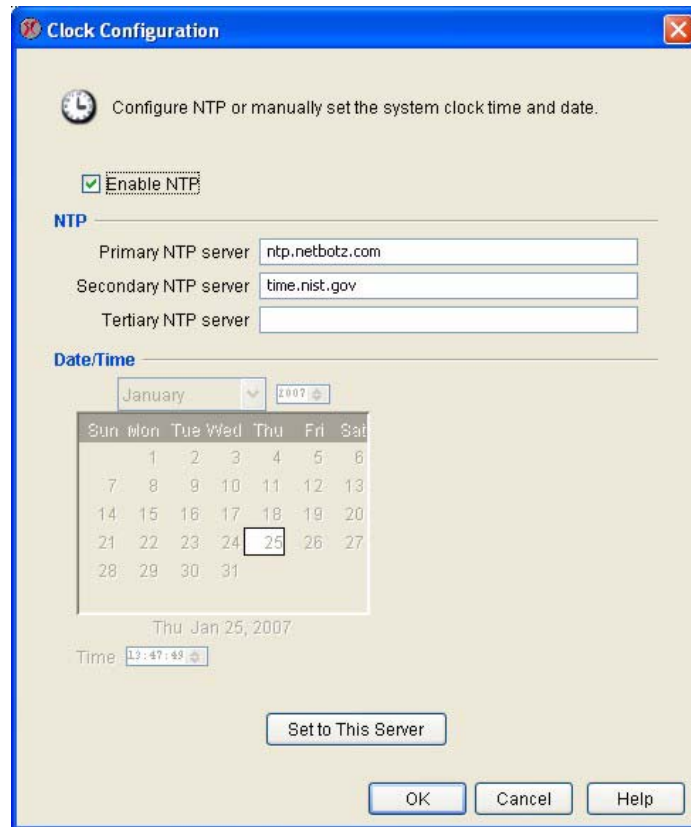 Clock Configuration
Configure NTP or manually set the system clock time and date.
Enable NTP
NTP
Primary NTP server ntp.netbotz.com
Secondary NTP server time.nist.gov
Tertiary NTP server
Date/Time
January 2007
Sun Mon Tue Wed Thu Fri Sat
1 2 3 4 5 6
7 8 9 10 11 12 13
14 15 16 17 18 19 20
21 22 23 24 25 26 27
28 29 30 31
Thu Jan 25, 2007
Time
Set to This Server
OK Cancel Help